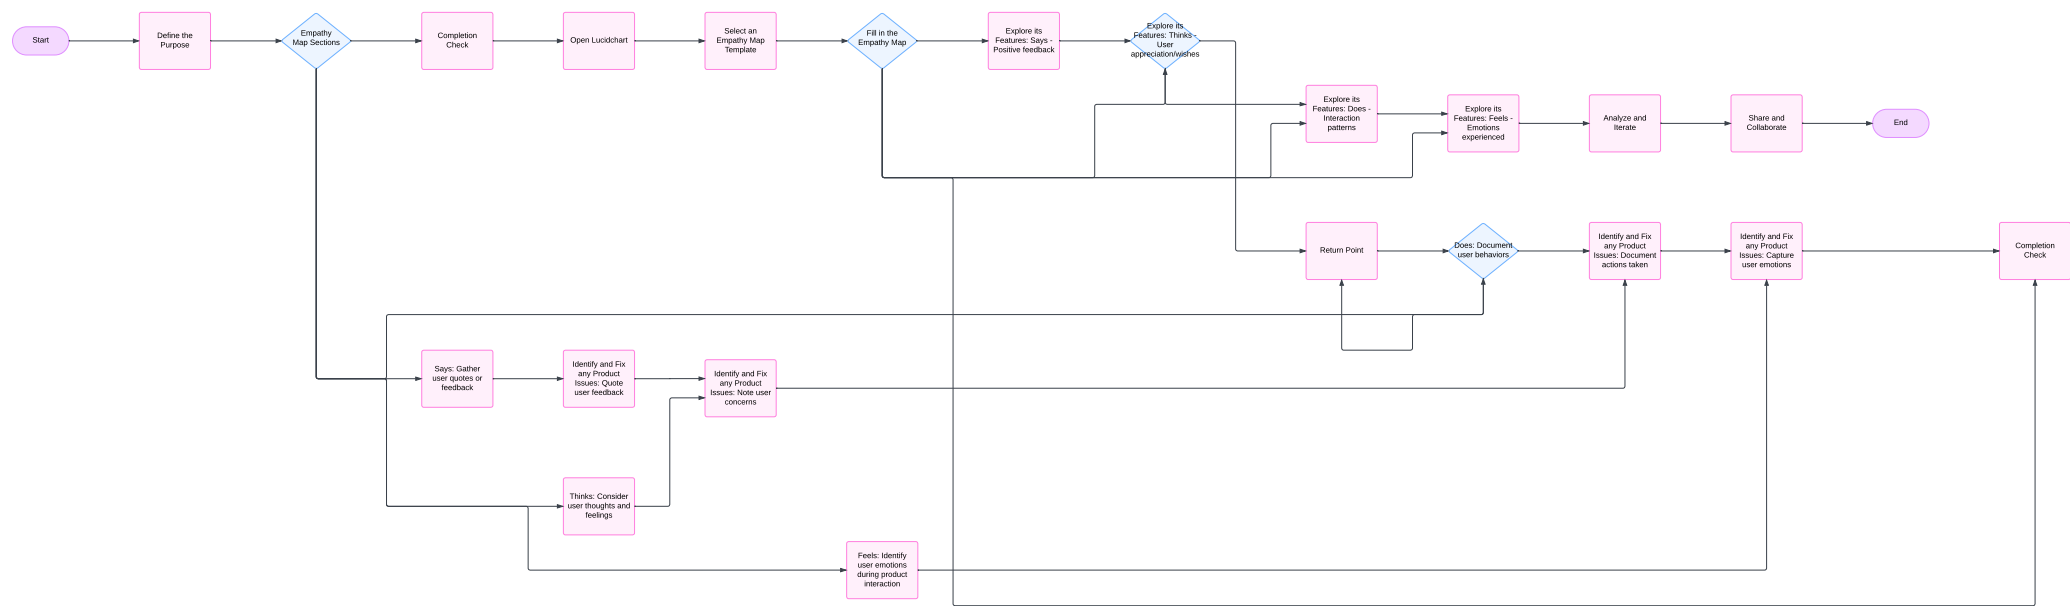 Start
Define the
Purpose
Empathy
Map Sections
Completion
Check
Open Lucidchart
Select an
Empathy Map
Template
Fill in the
Empathy Map
Explore its
Features: Says -
Positive feedback
Explore its
Features: Thinks -
User
appreciation/wishes
Explore its
Features: Does -
Interaction
patterns
Explore its
Features: Feels -
Emotions
experienced
Analyze and
Iterate
Share and
Collaborate
End
Return Point
Does: Document
user behaviors
Identify and Fix
any Product
Issues: Document
actions taken
Identify and Fix
any Product
Issues: Capture
user emotions
Completion
Check
Says: Gather
user quotes or
feedback
Identify and Fix
any Product
Issues: Quote
user feedback
Identify and Fix
any Product
Issues: Note user
concerns
Thinks: Consider
user thoughts and
feelings
Feels: Identify
user emotions
during product
interaction